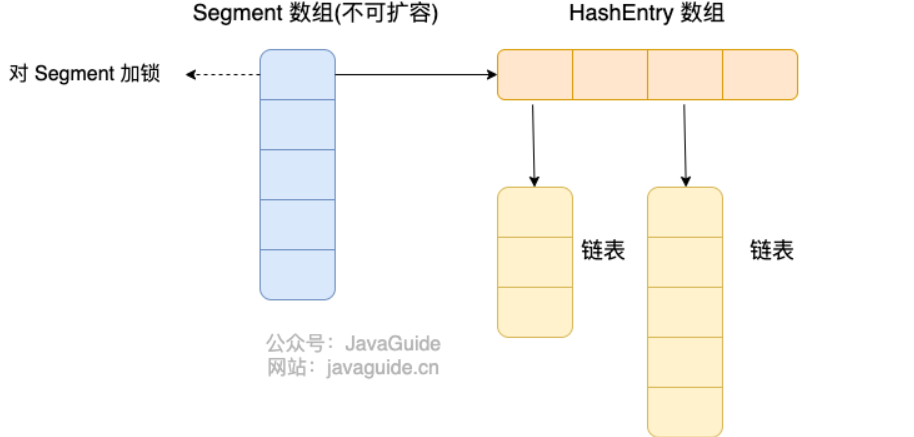 Segment 数组(不可扩容)
HashEntry 数组
对 Segment 加锁
链表
链表
公众号：JavaGuide
网站：javaguide.cn